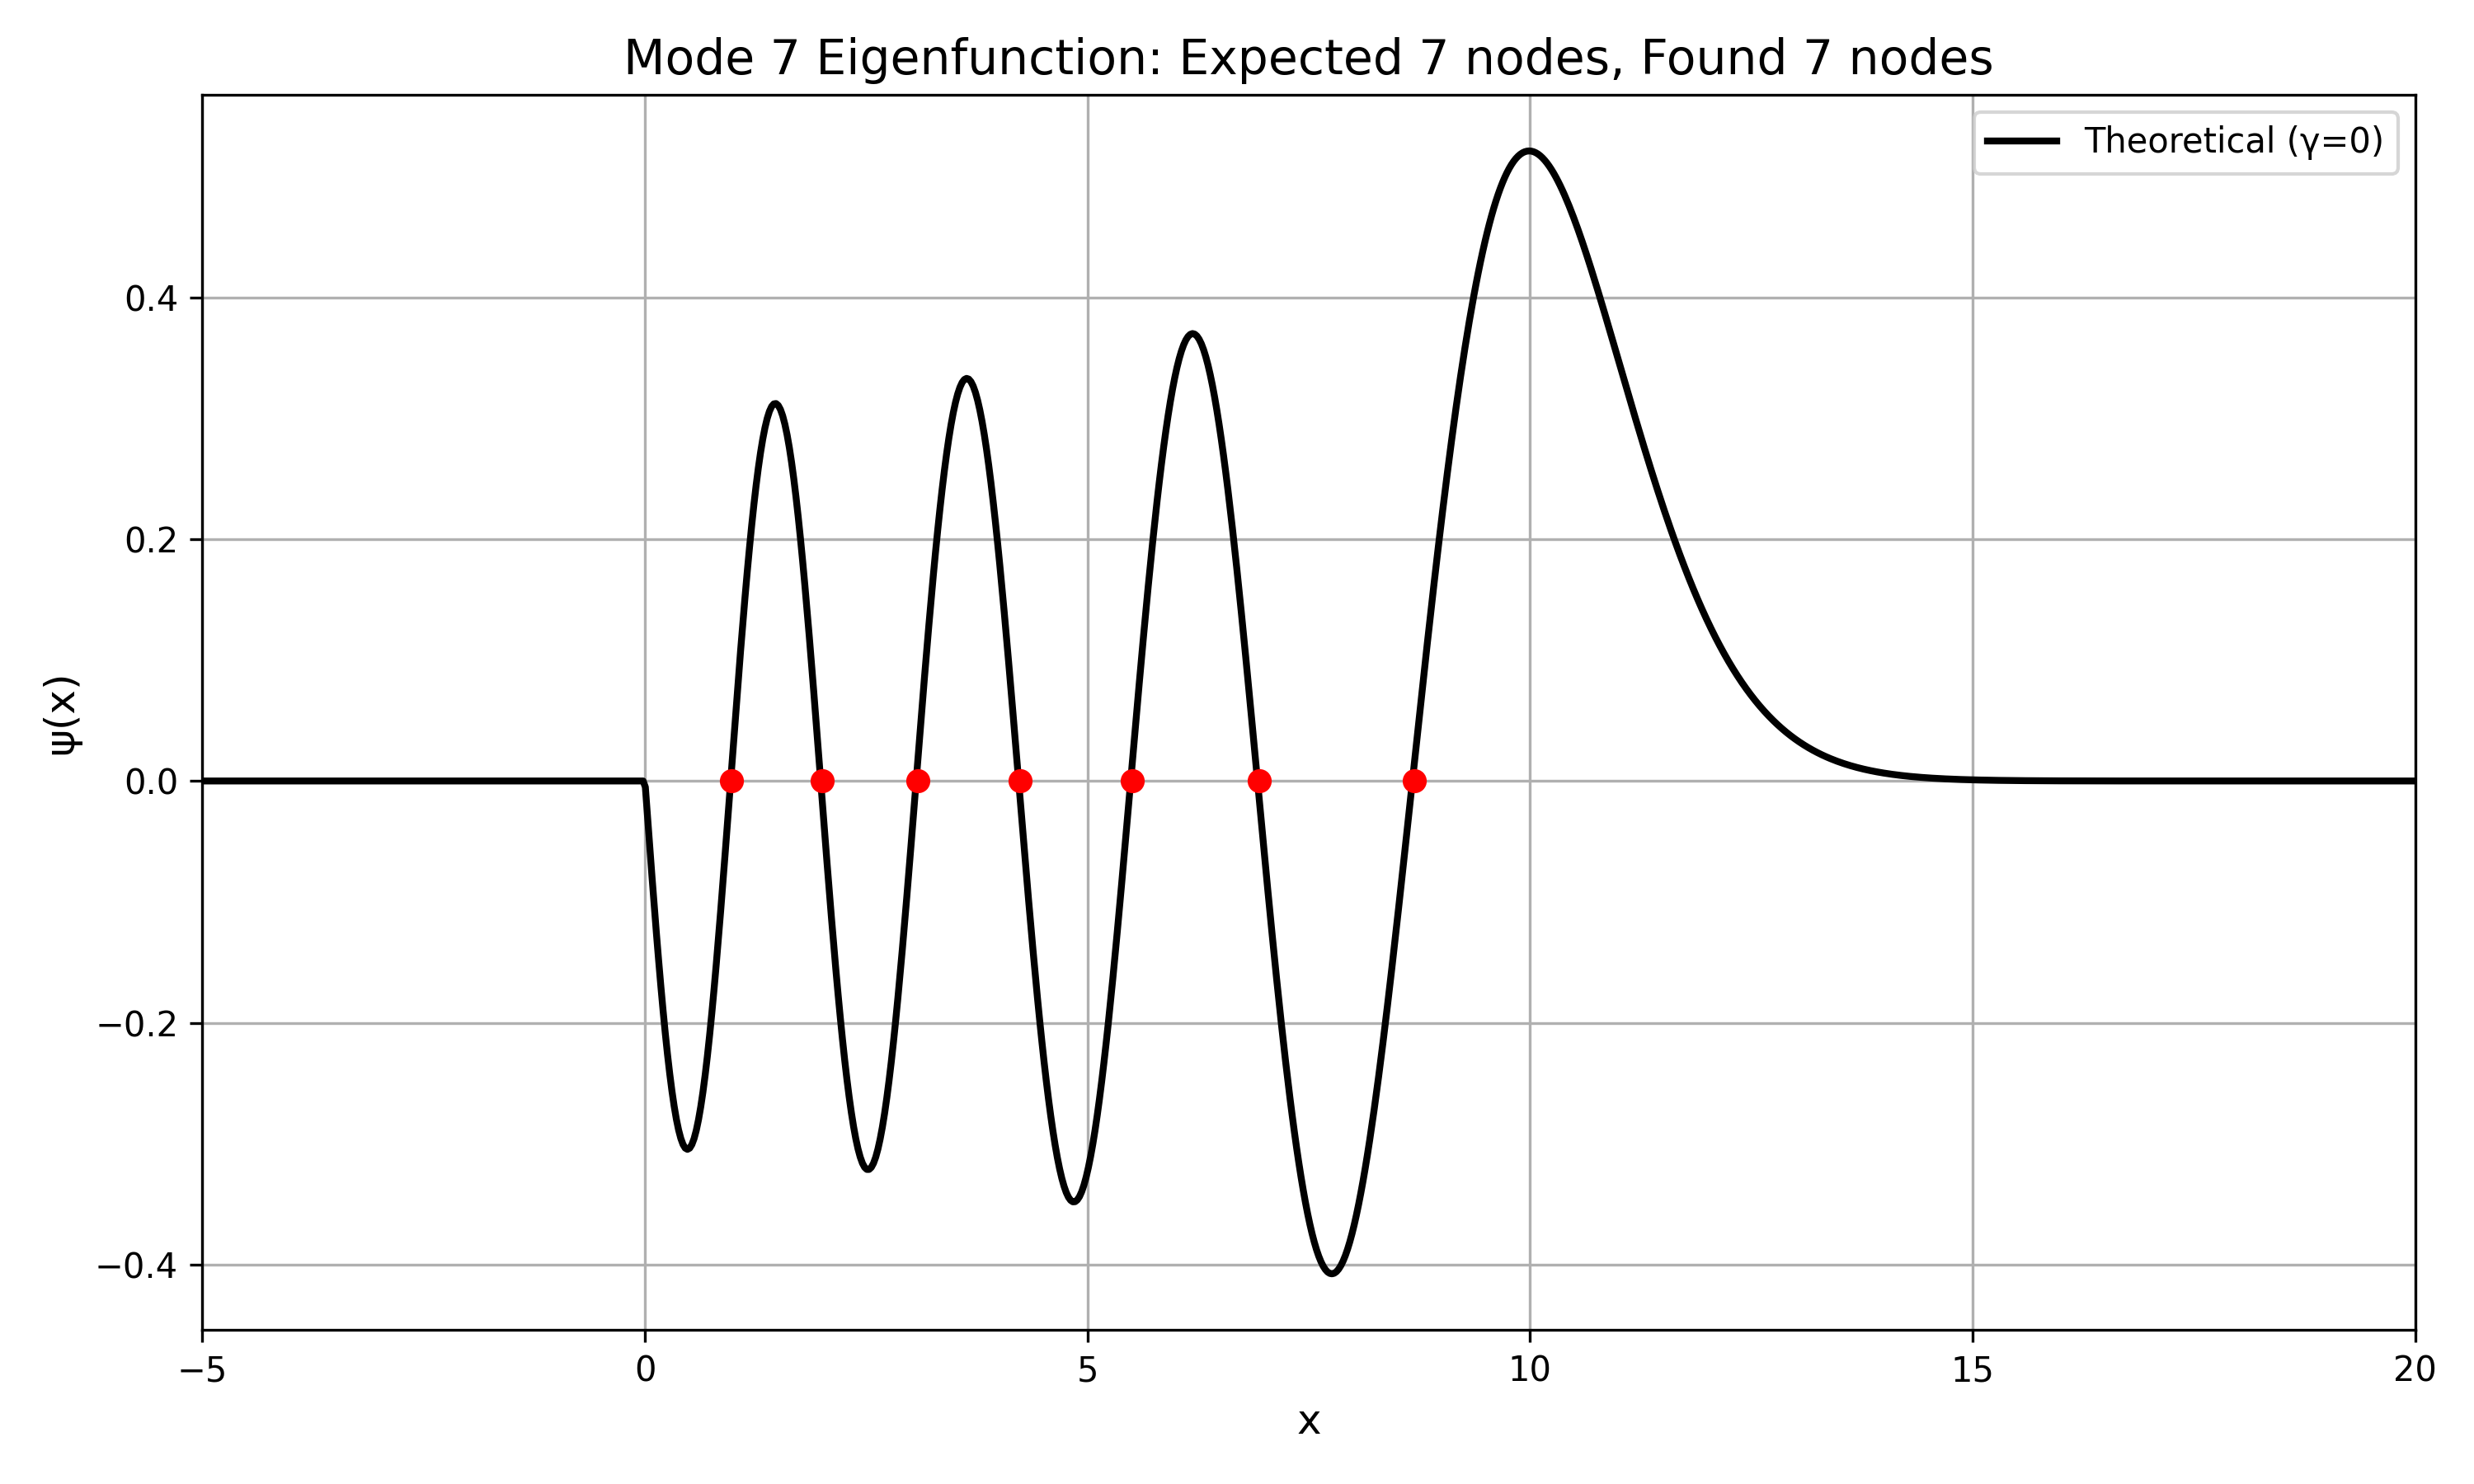 Mode 7 Eigenfunction: Expected 7 nodes, Found 7 nodes
Theoretical (γ=0)
0.4
0.2
0.0
−0.2
−0.4
ψ(x)
−5 0 5 10 15 20
x